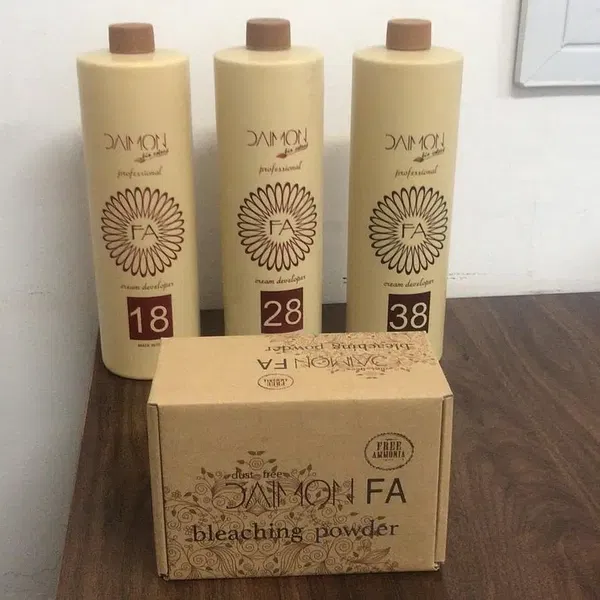 DAIMON
professional
FA
cream developer
18
DAIMON
professional
FA
cream developer
28
DAIMON
professional
FA
cream developer
38
bleaching powder
DAIMON FA
FREE
AMMONIA
dust free
DAIMON FA
bleaching powder